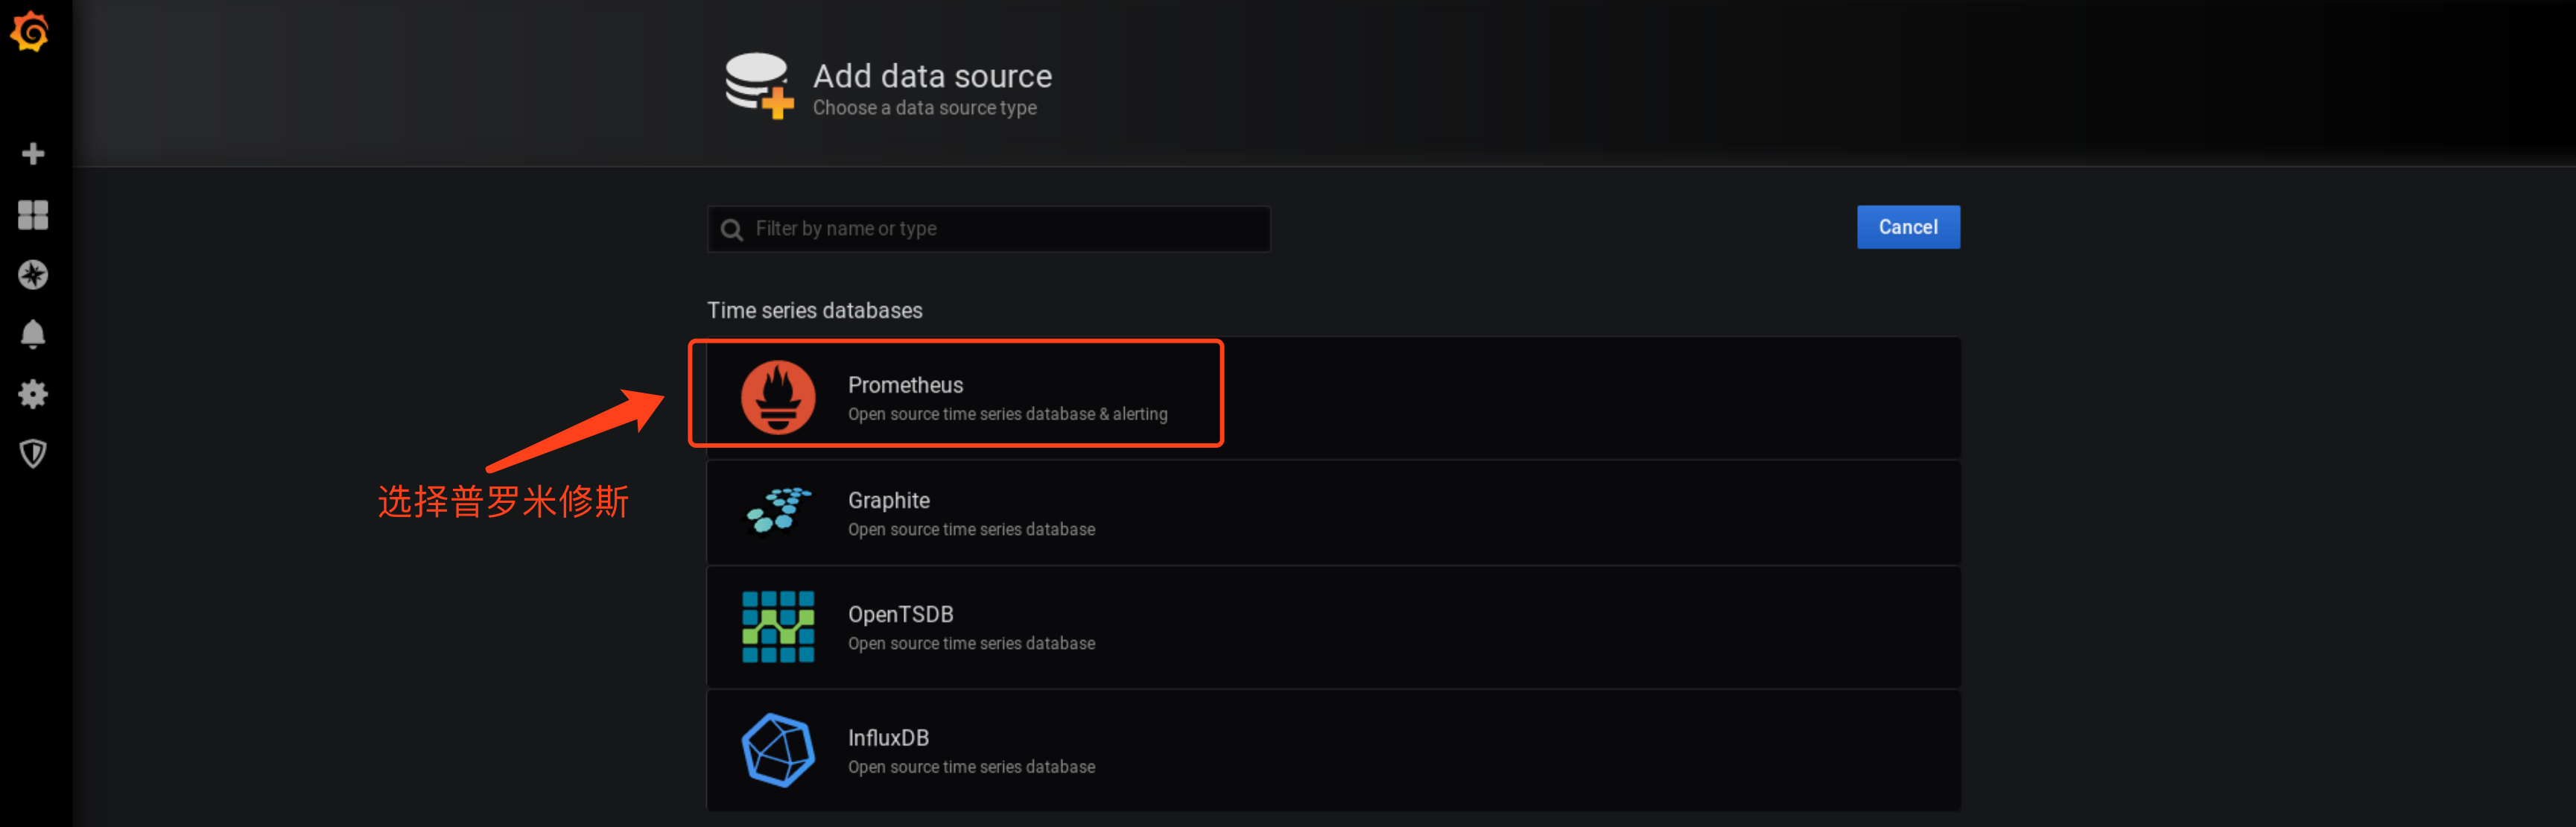 Add data source
Choose a data source type
Filter by name or type
Cancel
Time series databases
Prometheus
Open source time series database & alerting
选择普罗米修斯
Graphite
Open source time series database
OpenTSDB
Open source time series database
InfluxDB
Open source time series database